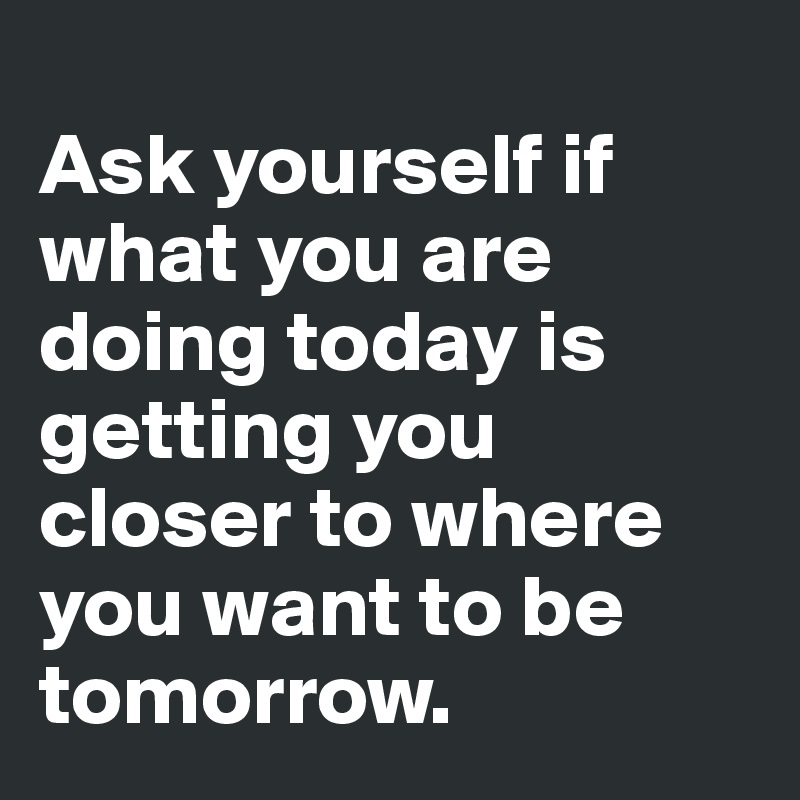 Ask yourself if
what you are
doing today is
getting you
closer to where
you want to be
tomorrow.